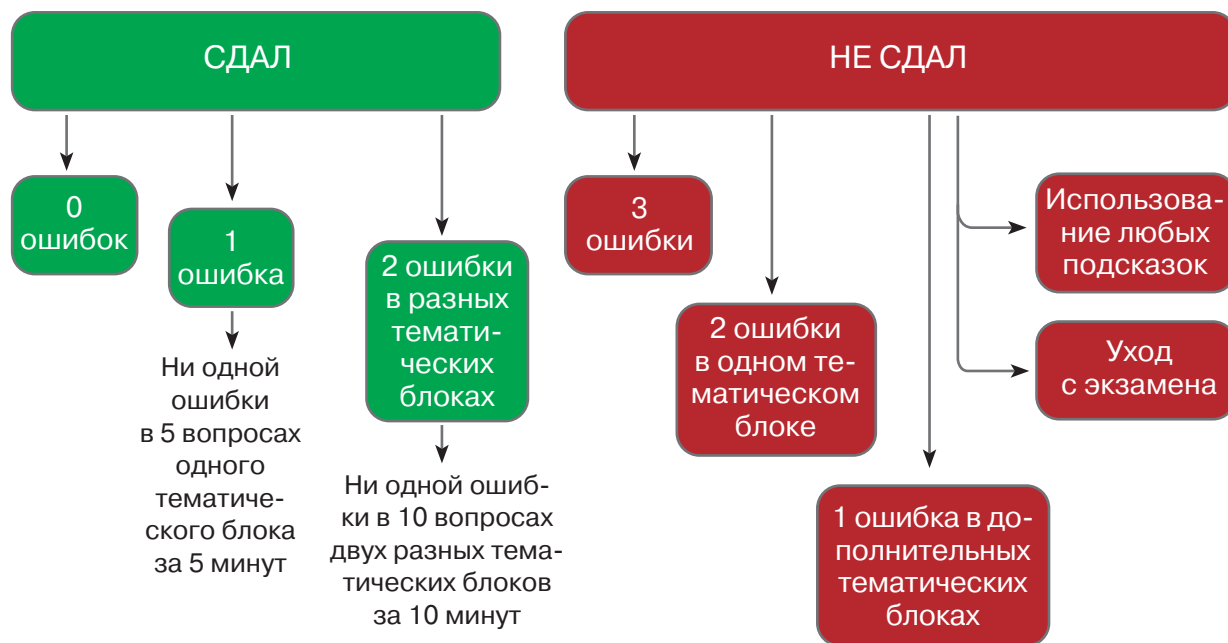 СДАЛ
0
ошибок
1
ошибка
Ни одной
ошибки
в 5 вопросах
одного
тематиче-
ского блока
за 5 минут
2 ошибки
в разных
темати-
ческих
блоках
Ни одной ошиб-
ки в 10 вопросах
двух разных тема-
тических блоков
за 10 минут
НЕ СДАЛ
3
ошибки
2 ошибки
в одном те-
матическом
блоке
1 ошибка в до-
полнительных
тематических
блоках
Использова-
ние любых
подсказок
Уход
с экзамена